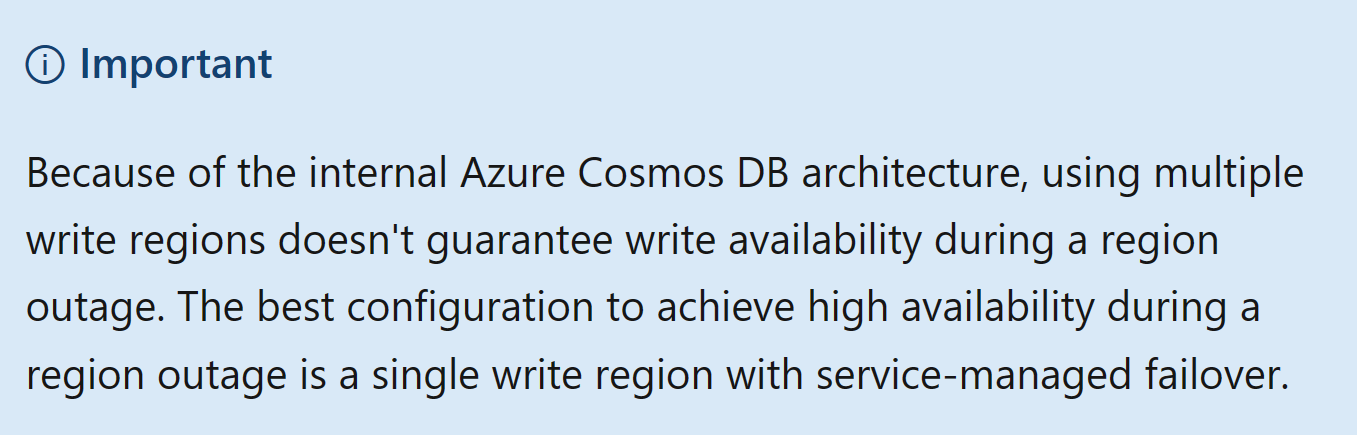 Important
Because of the internal Azure Cosmos DB architecture, using multiple
write regions doesn't guarantee write availability during a region
outage. The best configuration to achieve high availability during a
region outage is a single write region with service-managed failover.